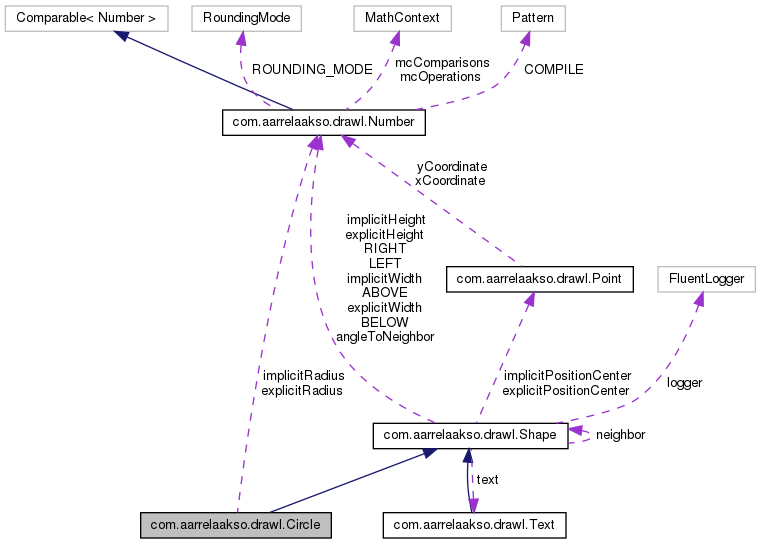 Comparable< Number >
RoundingMode
MathContext
Pattern
ROUNDING_MODE
mcComparisons
mcOperations
COMPILE
com.aarrelaakso.drawl.Number
yCoordinate
xCoordinate
implicitHeight
explicitHeight
RIGHT
LEFT
implicitWidth
ABOVE
explicitWidth
BELOW
angleToNeighbor
com.aarrelaakso.drawl.Point
FluentLogger
implicitRadius
explicitRadius
implicitPositionCenter
explicitPositionCenter
logger
com.aarrelaakso.drawl.Shape
neighbor
text
com.aarrelaakso.drawl.Circle
com.aarrelaakso.drawl.Text